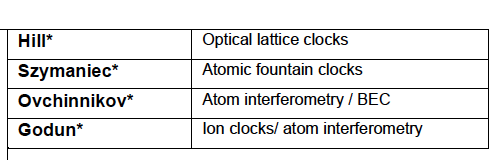 Hill* Optical lattice clocks
Szymaniec* Atomic fountain clocks
Ovchinnikov* Atom interferometry / BEC
Godun* Ion clocks/ atom interferometry